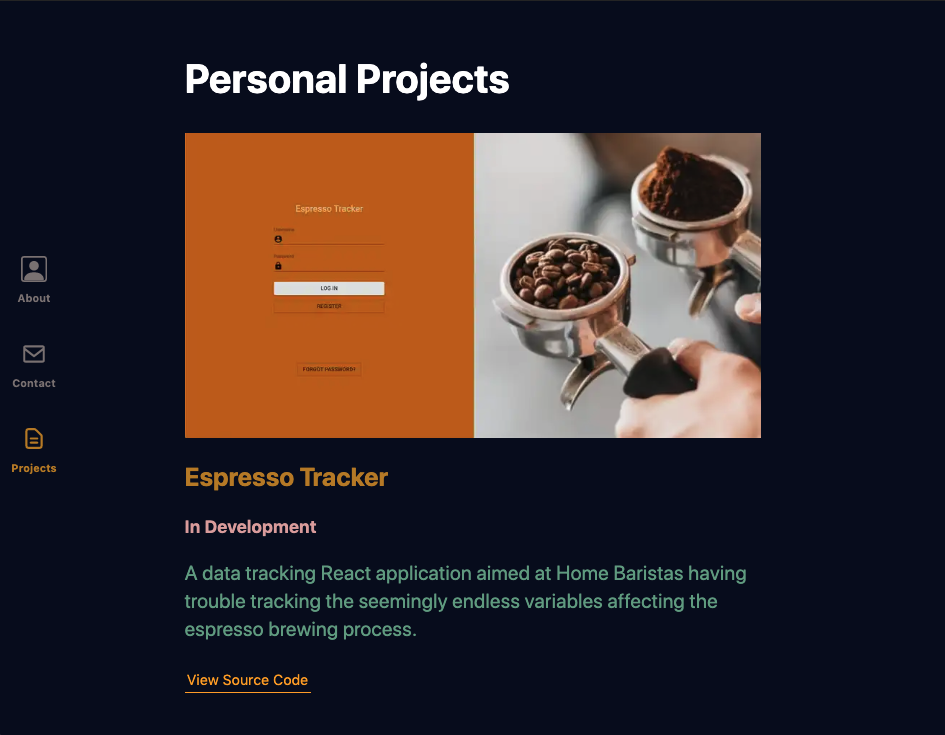 Personal Projects
Espresso Tracker
Username
Password
LOG IN
REGISTER
FORGOT PASSWORD?
About
Contact
Projects
Espresso Tracker
In Development
A data tracking React application aimed at Home Baristas having
trouble tracking the seemingly endless variables affecting the
espresso brewing process.
View Source Code